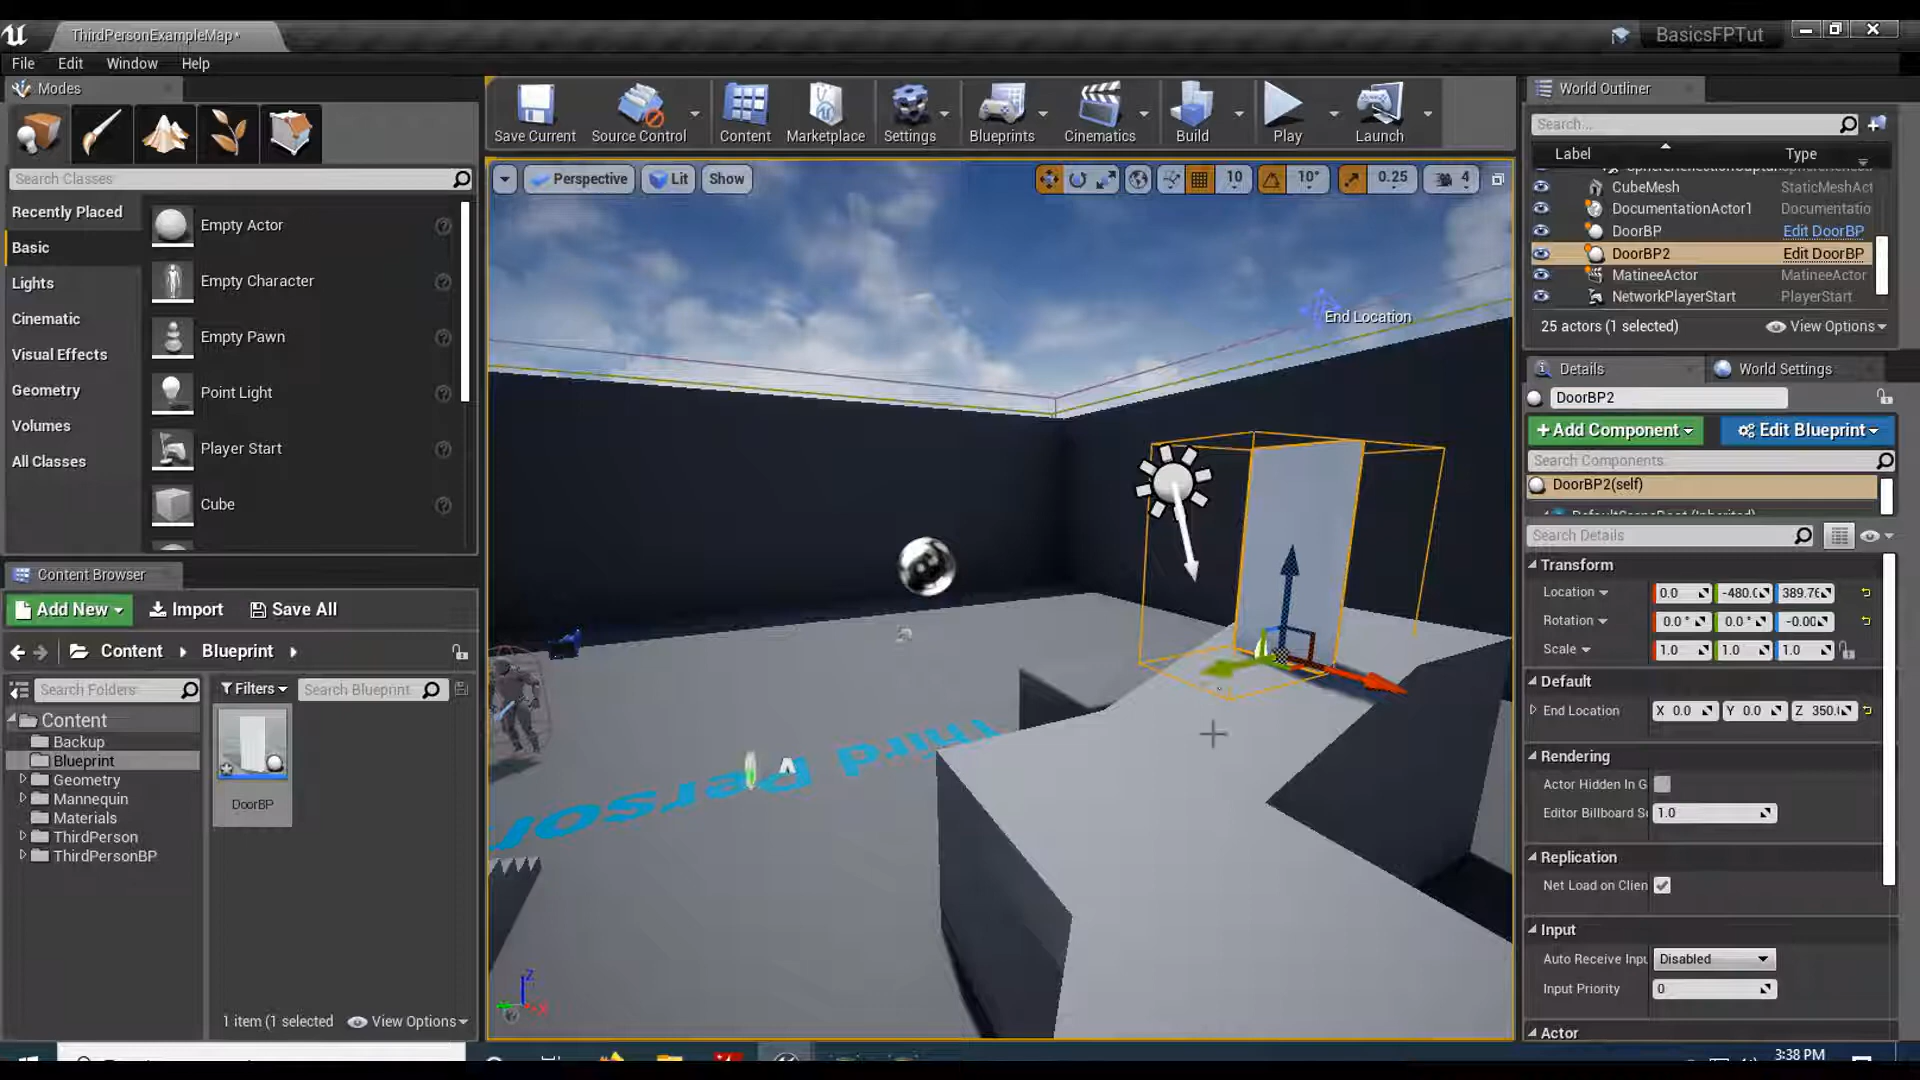 ThirdPersonExampleMap*
BasicsFPTut
File Edit Window Help
Modes
Save Current Source Control Content Marketplace Settings Blueprints Cinematics Build Play Launch
Search Classes
Recently Placed
Basic
Lights
Cinematic
Visual Effects
Geometry
Volumes
All Classes
Empty Actor
Empty Character
Empty Pawn
Point Light
Player Start
Cube
Perspective Lit Show
10 10° 0.25 4
End Location
Third Person
World Outliner
Search...
Label Type
CubeMesh StaticMeshAct
DocumentationActor1 Documentatio
DoorBP Edit DoorBP
DoorBP2 Edit DoorBP
MatineeActor MatineeActor
NetworkPlayerStart PlayerStart
25 actors (1 selected) View Options
Details World Settings
DoorBP2
+Add Component Edit Blueprint
Search Components
DoorBP2(self)
Search Details
Transform
Location 0.0 -480.0 389.76
Rotation 0.0° 0.0° -0.00
Scale 1.0 1.0 1.0
Default
End Location X 0.0 Y 0.0 Z 350.
Rendering
Actor Hidden In G
Editor Billboard S
1.0
Replication
Net Load on Clien
Input
Auto Receive Inpu Disabled
Input Priority 0
Actor
Content Browser
Add New Import Save All
Content Blueprint
Search Folders Filters Search Blueprint
Content
Backup
Blueprint
Geometry
Mannequin
Materials
ThirdPerson
ThirdPersonBP
DoorBP
1 item (1 selected View Options
Z
X
3:38 PM